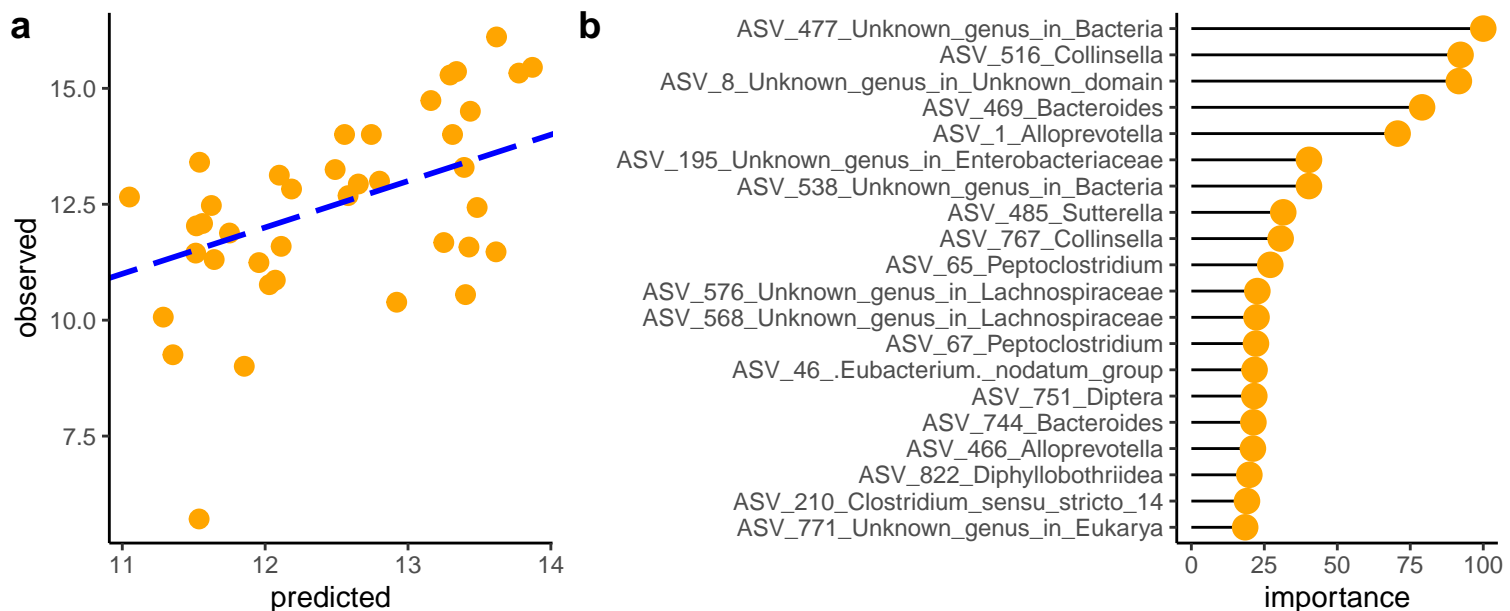 a
15.0
12.5
10.0
7.5
observed
11 12 13 14
predicted
b
ASV_477_Unknown_genus_in_Bacteria
ASV_516_Collinsella
ASV_8_Unknown_genus_in_Unknown_domain
ASV_469_Bacteroides
ASV_1_Alloprevotella
ASV_195_Unknown_genus_in_Enterobacteriaceae
ASV_538_Unknown_genus_in_Bacteria
ASV_485_Sutterella
ASV_767_Collinsella
ASV_65_Peptoclostridium
ASV_576_Unknown_genus_in_Lachnospiraceae
ASV_568_Unknown_genus_in_Lachnospiraceae
ASV_67_Peptoclostridium
ASV_46_.Eubacterium._nodatum_group
ASV_751_Diptera
ASV_744_Bacteroides
ASV_466_Alloprevotella
ASV_822_Diphyllobothriidea
ASV_210_Clostridium_sensu_stricto_14
ASV_771_Unknown_genus_in_Eukarya
0 25 50 75 100
importance